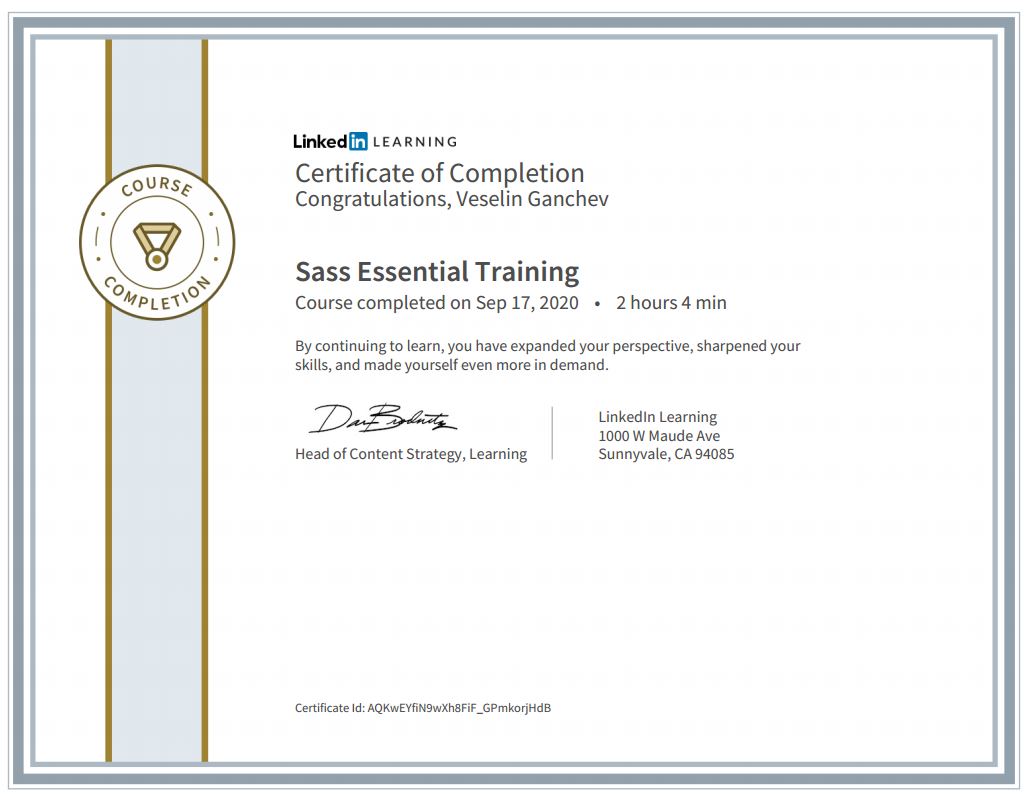 COURSE
COMPLETION
Linked in LEARNING
Certificate of Completion
Congratulations, Veselin Ganchev
Sass Essential Training
Course completed on Sep 17, 2020 • 2 hours 4 min
By continuing to learn, you have expanded your perspective, sharpened your
skills, and made yourself even more in demand.
Head of Content Strategy, Learning
LinkedIn Learning
1000 W Maude Ave
Sunnyvale, CA 94085
Certificate Id: AQKwEYfiN9wXh8FiF_GPmkorjHdB